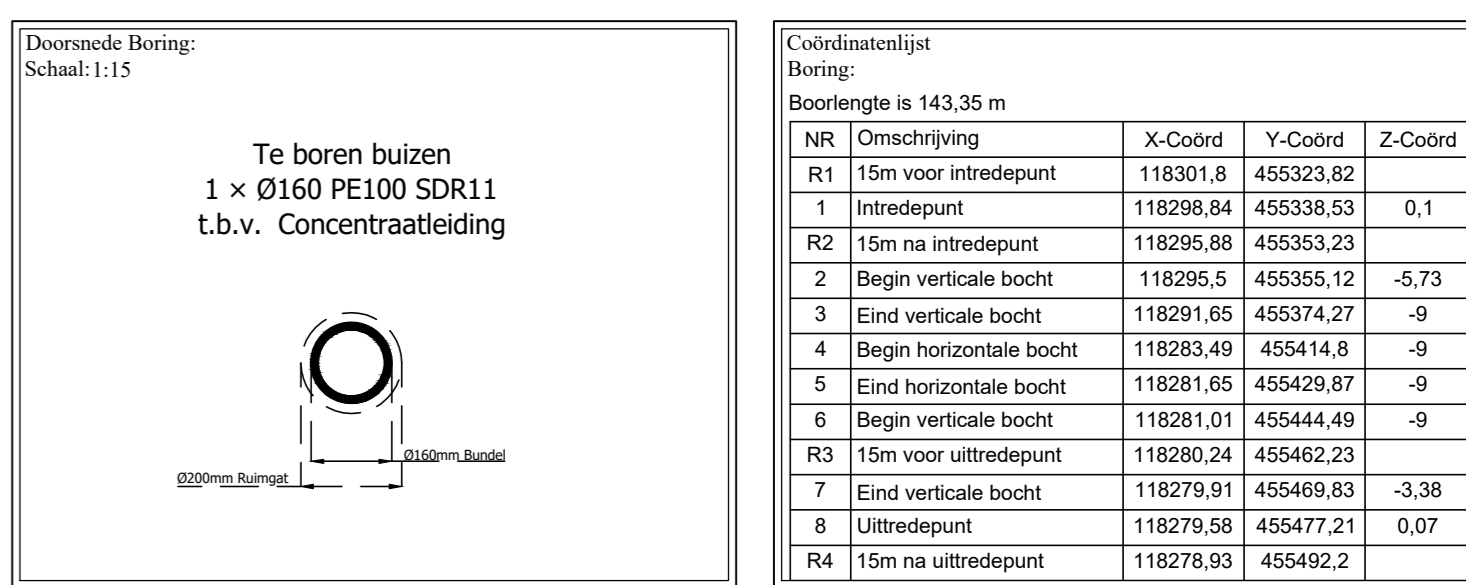 Doorsnede Boring:
Schaal: 1:15
Te boren buizen
1 × Ø160 PE100 SDR11
t.b.v. Concentraatleiding
Ø160mm Bundel
Ø200mm Ruimgat
Coördinatenlijst
Boring:
Boorlengte is 143,35 m
NR Omschrijving X-Coörd Y-Coörd Z-Coörd
R1 15m voor intredepunt 118301,8 455323,82
1 Intredepunt 118298,84 455338,53 0,1
R2 15m na intredepunt 118295,88 455353,23
2 Begin verticale bocht 118295,5 455355,12 -5,73
3 Eind verticale bocht 118291,65 455374,27 -9
4 Begin horizontale bocht 118283,49 455414,8 -9
5 Eind horizontale bocht 118281,65 455429,87 -9
6 Begin verticale bocht 118281,01 455444,49 -9
R3 15m voor uittredepunt 118280,24 455462,23
7 Eind verticale bocht 118279,91 455469,83 -3,38
8 Uittredepunt 118279,58 455477,21 0,07
R4 15m na uittredepunt 118278,93 455492,2